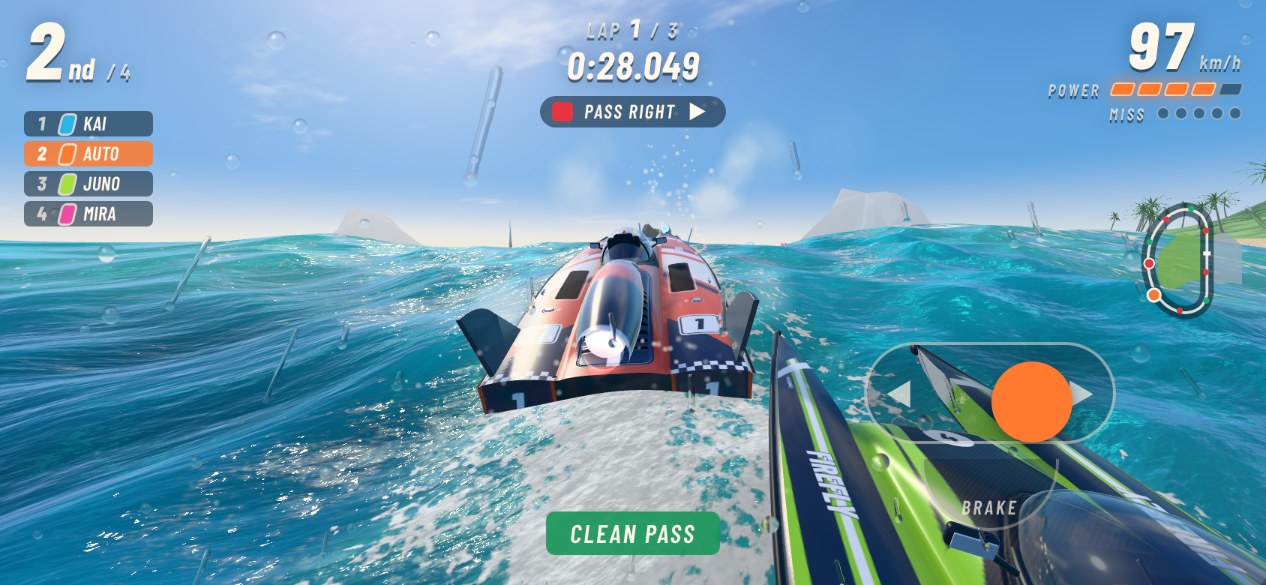 2nd / 4
LAP 1 / 3
0:28.049
PASS RIGHT
97 km/h
POWER
MISS
1 KAI
2 AUTO
3 JUNO
4 MIRA
1
1 1
FIREFLY
BRAKE
CLEAN PASS